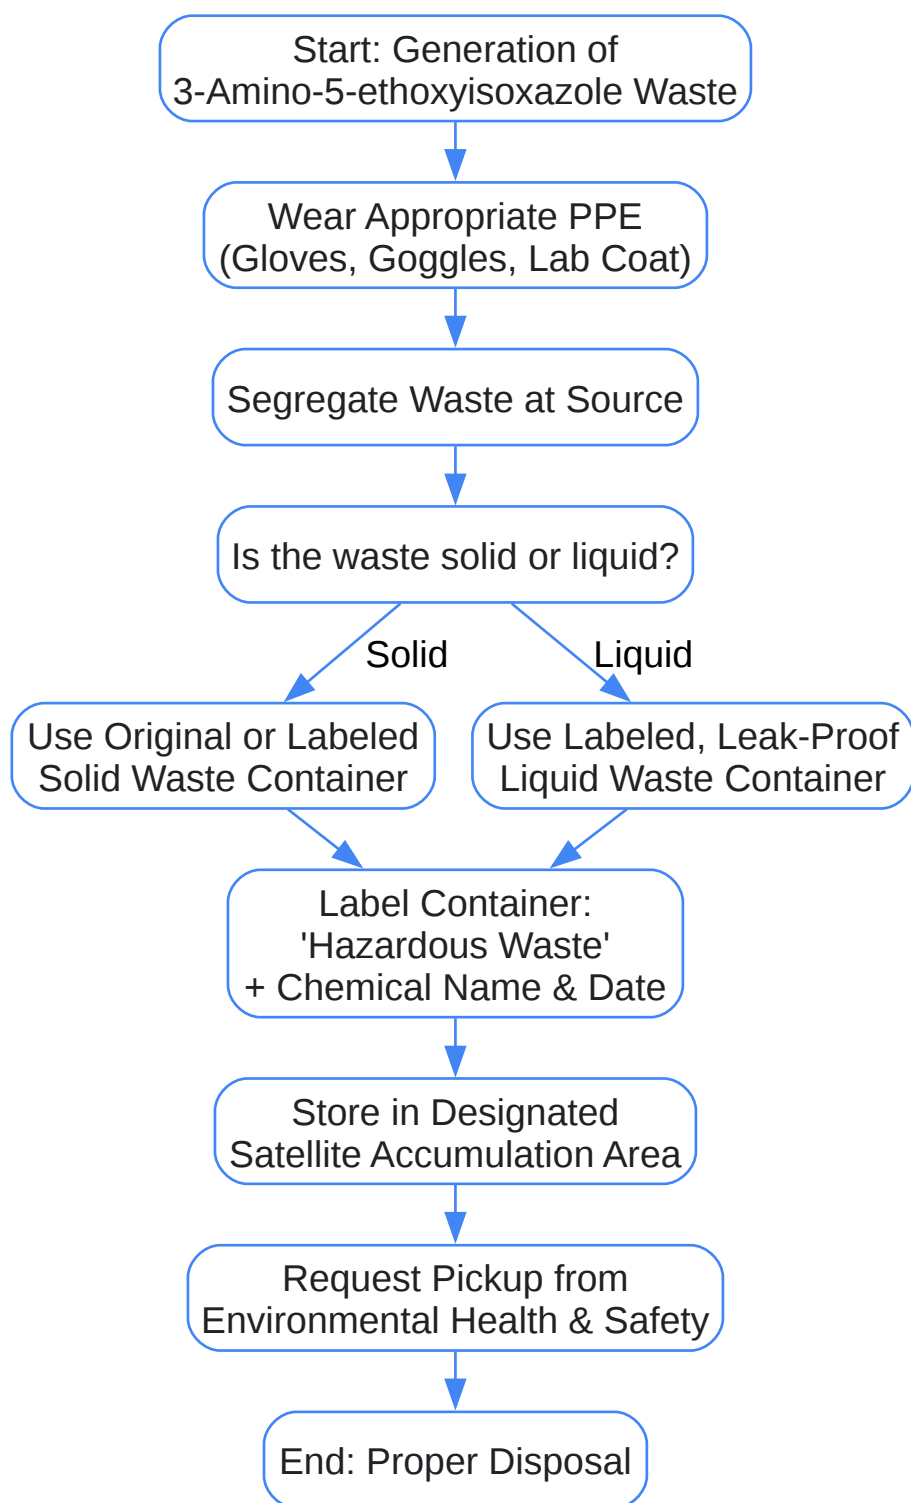 Start: Generation of
3-Amino-5-ethoxyisoxazole Waste
Wear Appropriate PPE
(Gloves, Goggles, Lab Coat)
Segregate Waste at Source
Is the waste solid or liquid?
Solid
Liquid
Use Original or Labeled
Solid Waste Container
Use Labeled, Leak-Proof
Liquid Waste Container
Label Container:
'Hazardous Waste'
+ Chemical Name & Date
Store in Designated
Satellite Accumulation Area
Request Pickup from
Environmental Health & Safety
End: Proper Disposal